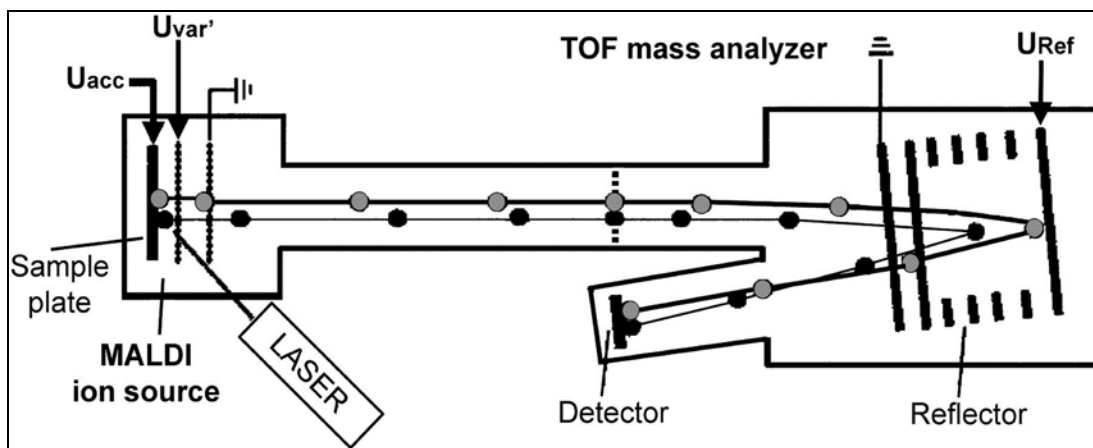 Uvar'
Uacc
TOF mass analyzer
URef
Sample
plate
MALDI
ion source
LASER
Detector
Reflector